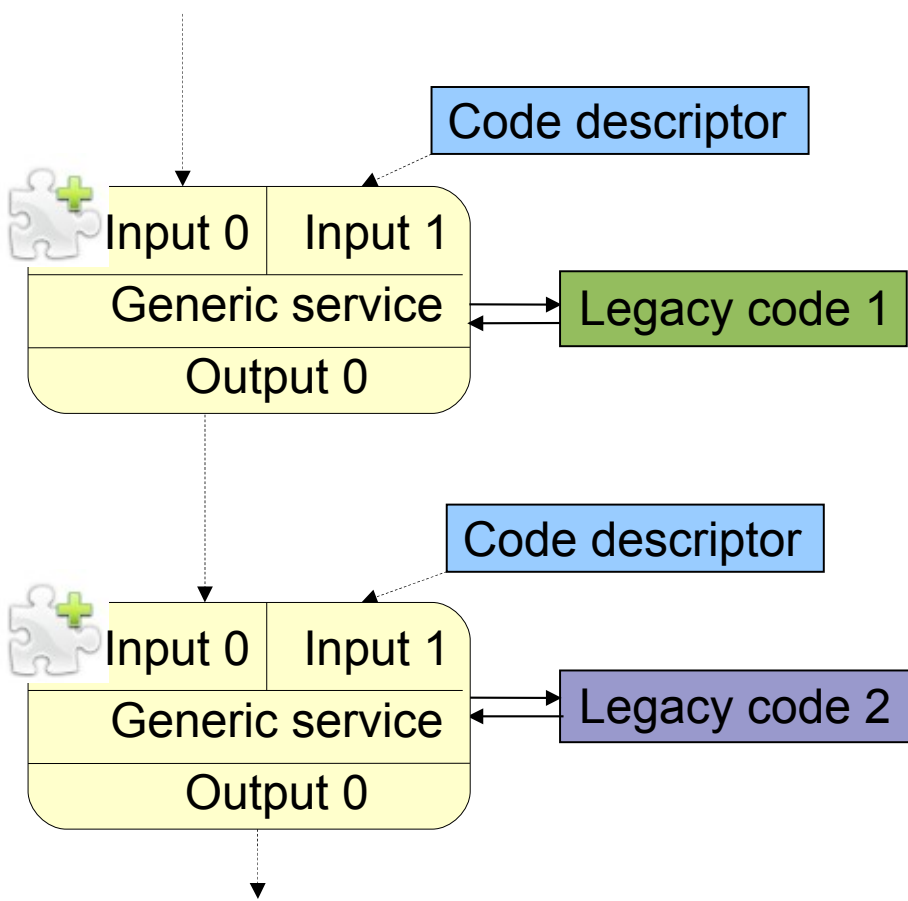 Code descriptor
Input 0 Input 1
Generic service
Legacy code 1
Output 0
Code descriptor
Input 0 Input 1
Generic service
Legacy code 2
Output 0